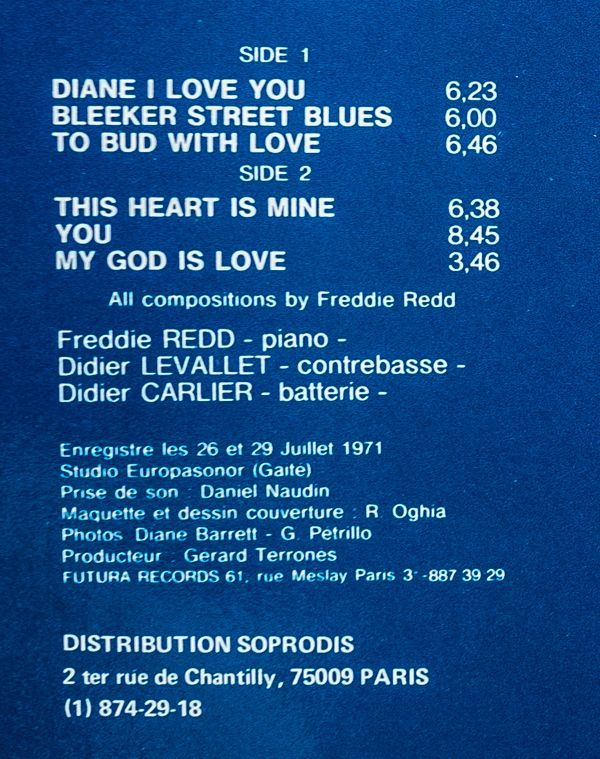 SIDE 1
DIANE I LOVE YOU 6,23
BLEEKER STREET BLUES 6,00
TO BUD WITH LOVE 6,46
SIDE 2
THIS HEART IS MINE 6,38
YOU 8,45
MY GOD IS LOVE 3,46
All compositions by Freddie Redd
Freddie REDD - piano -
Didier LEVALLET - contrebasse -
Didier CARLIER - batterie -
Enregistre les 26 et 29 Juillet 1971
Studio Europasonor (Gaité)
Prise de son : Daniel Naudin
Maquette et dessin couverture : R. Oghia
Photos Diane Barrett - G. Pétrillo
Producteur : Gerard Terrones
FUTURA RECORDS 61, rue Meslay Paris 3° -887 39 29
DISTRIBUTION SOPRODIS
2 ter rue de Chantilly, 75009 PARIS
(1) 874-29-18